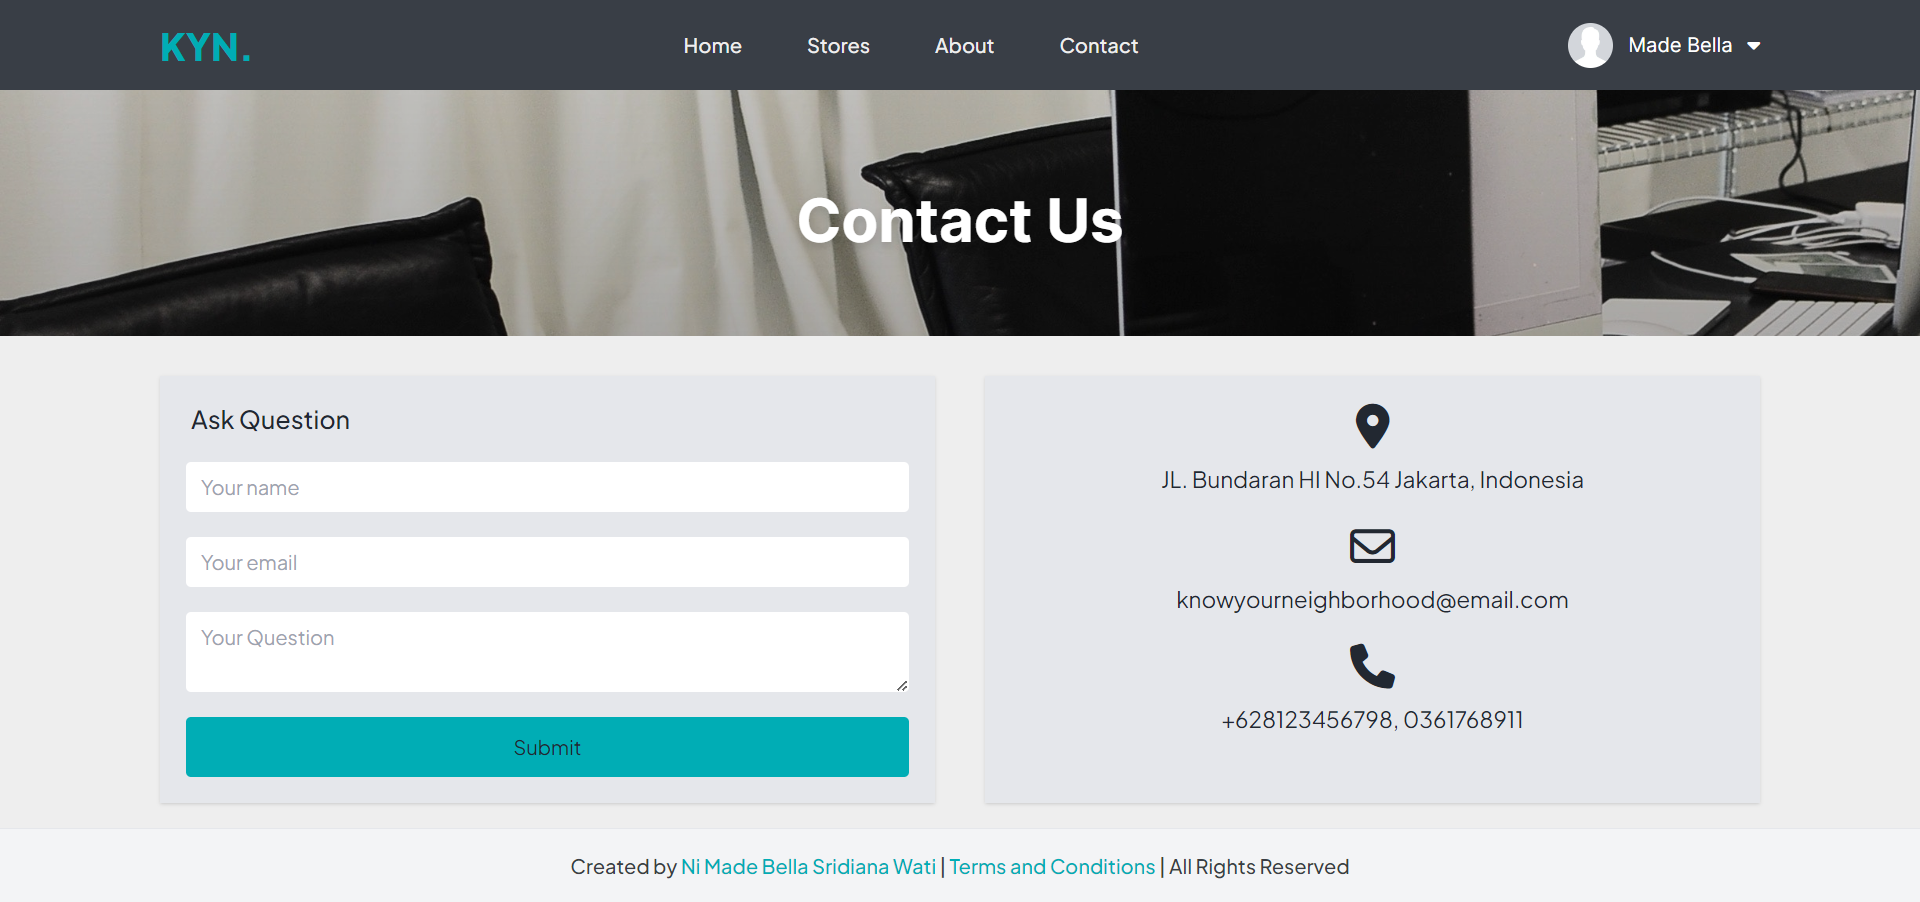 KYN.
Home Stores About Contact
Made Bella
Contact Us
Ask Question
Your name
Your email
Your Question
Submit
JL. Bundaran HI No.54 Jakarta, Indonesia
knowyourneighborhood@email.com
+628123456798, 0361768911
Created by Ni Made Bella Sridiana Wati | Terms and Conditions | All Rights Reserved